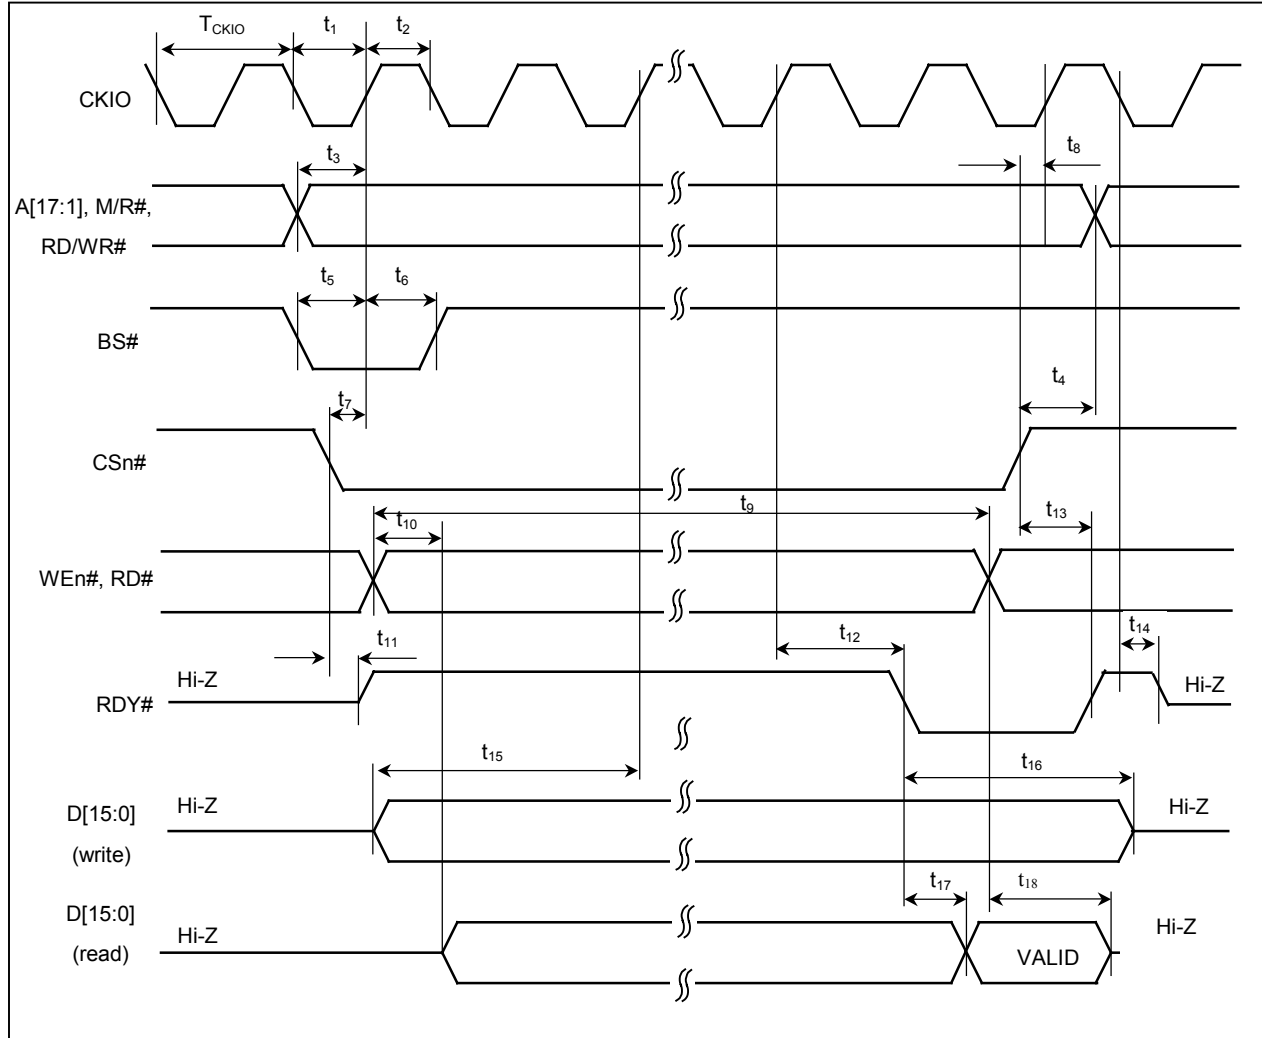 T_CKIO t₁ t₂
CKIO
t₃ t₈
A[17:1], M/R#,
RD/WR#
t₅ t₆
BS#
t₄
t₇
CSn#
t₉
t₁₀ t₁₃
WEn#, RD#
t₁₁ t₁₂ t₁₄
Hi-Z Hi-Z
RDY#
t₁₅ t₁₆
Hi-Z Hi-Z
D[15:0]
(write)
t₁₇ t₁₈
D[15:0]
Hi-Z Hi-Z
(read) VALID